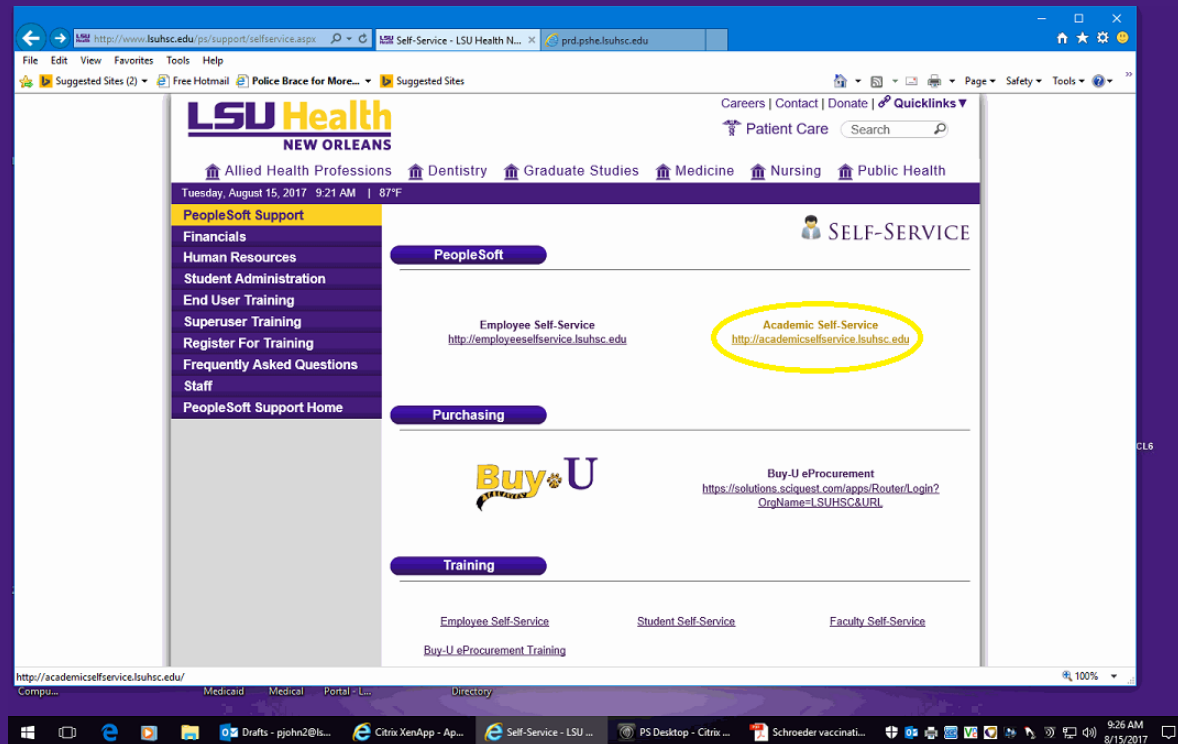 http://www.lsuhsc.edu/ps/support/selfservice.aspx
Self-Service - LSU Health N...
prd.pshe.lsuhsc.edu
File Edit View Favorites Tools Help
Suggested Sites (2) Free Hotmail Police Brace for More... Suggested Sites
Page Safety Tools
LSU Health
NEW ORLEANS
Careers | Contact | Donate | Quicklinks
Patient Care Search
Allied Health Professions Dentistry Graduate Studies Medicine Nursing Public Health
Tuesday, August 15, 2017 9:21 AM | 87°F
PeopleSoft Support
Financials
Human Resources
Student Administration
End User Training
Superuser Training
Register For Training
Frequently Asked Questions
Staff
PeopleSoft Support Home
SELF-SERVICE
PeopleSoft
Employee Self-Service
http://employeeselfservice.lsuhsc.edu
Academic Self-Service
http://academicselfservice.lsuhsc.edu
Purchasing
Buy U
Buy-U eProcurement
https://solutions.sciquest.com/apps/Router/Login?
OrgName=LSUHSC&URL
Training
Employee Self-Service Student Self-Service Faculty Self-Service
Buy-U eProcurement Training
http://academicselfservice.lsuhsc.edu/
100%
CL6
Compu... Medicaid Medical Portal - L... Directory
Drafts - pjohn2@ls... Citrix XenApp - Ap... Self-Service - LSU ... PS Desktop - Citrix ... Schroeder vaccinati...
9:26 AM
8/15/2017